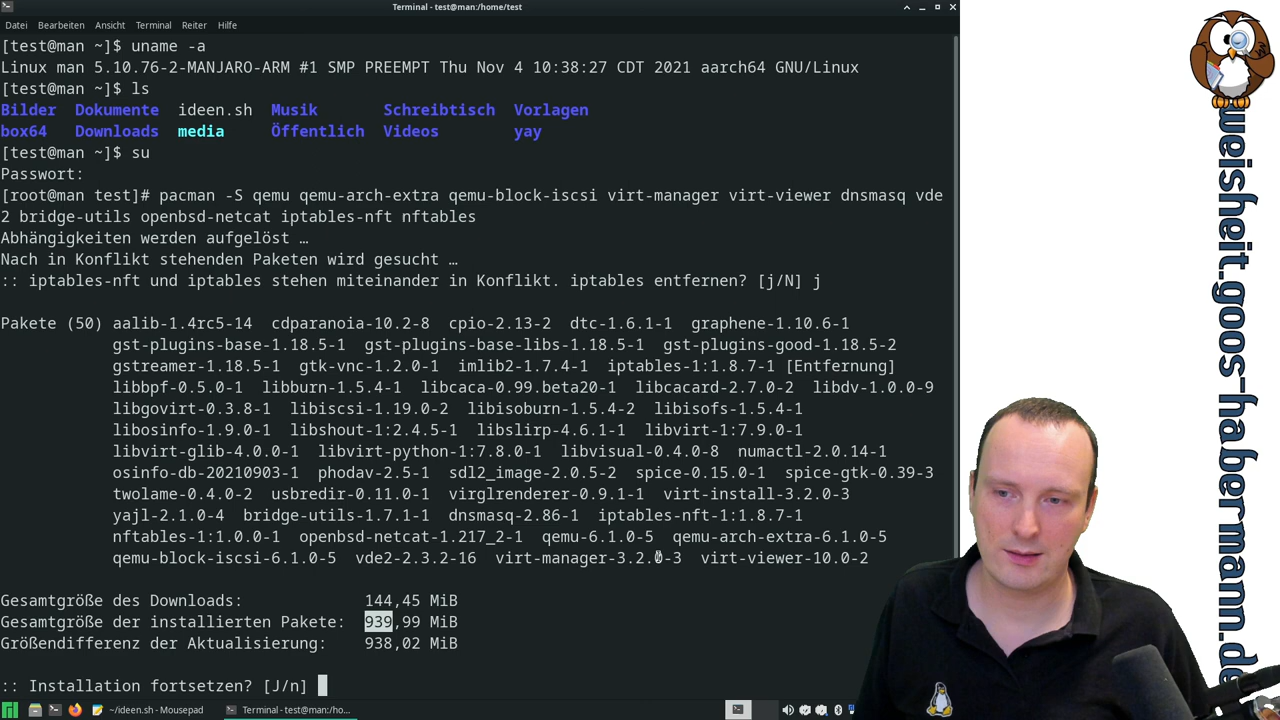 Terminal - test@man:/home/test
Datei Bearbeiten Ansicht Terminal Reiter Hilfe
[test@man ~]$ uname -a
Linux man 5.10.76-2-MANJARO-ARM #1 SMP PREEMPT Thu Nov 4 20:38:27 CDT 2021 aarch64 GNU/Linux
[test@man ~]$ ls
Bilder Dokumente ideen.sh Musik Schreibtisch Vorlagen
box64 Downloads media Öffentlich Videos yay
[test@man ~]$ su
Passwort:
[root@man test]# pacman -S qemu qemu-arch-extra qemu-block-iscsi virt-manager virt-viewer dnsmasq vde
2 bridge-utils openbsd-netcat iptables-nft nftables
Abhängigkeiten werden aufgelöst …
Nach in Konflikt stehenden Paketen wird gesucht …
:: iptables-nft und iptables stehen miteinander in Konflikt. iptables entfernen? [j/N] j
Pakete (50) aalib-1.4rc5-14 cdparanoia-10.2-8 cpio-2.13-2 dtc-1.6.1-1 graphene-1.10.6-1
gst-plugins-base-1.18.5-1 gst-plugins-base-libs-1.18.5-1 gst-plugins-good-1.18.5-2
gstreamer-1.18.5-1 gtk-vnc-1.2.0-1 imlib2-1.7.4-1 iptables-1:1.8.7-1 [Entfernung]
libbpf-0.5.0-1 libburn-1.5.4-1 libcaca-0.99.beta20-1 libcacard-2.7.0-2 libdv-1.0.0-9
libgovirt-0.3.8-1 libiscsi-1.19.0-2 libisoburn-1.5.4-2 libisofs-1.5.4-1
libosinfo-1.9.0-1 libshout-1:2.4.5-1 libslirp-4.6.1-1 libvirt-1:7.9.0-1
libvirt-glib-4.0.0-1 libvirt-python-1:7.8.0-1 libvisual-0.4.0-8 numactl-2.0.14-1
osinfo-db-20210903-1 phodav-2.5-1 sdl2_image-2.0.5-2 spice-0.15.0-1 spice-gtk-0.39-3
twolame-0.4.0-2 usbredir-0.11.0-1 virglrenderer-0.9.1-1 virt-install-3.2.0-3
yajl-2.1.0-4 bridge-utils-1.7.1-1 dnsmasq-2.86-1 iptables-nft-1:1.8.7-1
nftables-1:1.0.0-1 openbsd-netcat-1.217_2-1 qemu-6.1.0-5 qemu-arch-extra-6.1.0-5
qemu-block-iscsi-6.1.0-5 vde2-2.3.2-16 virt-manager-3.2.0-3 virt-viewer-10.0-2
Gesamtgröße des Downloads: 144,45 MiB
Gesamtgröße der installierten Pakete: 939,99 MiB
Größendifferenz der Aktualisierung: 938,02 MiB
:: Installation fortsetzen? [J/n]
~/ideen.sh - Mousepad
Terminal - test@man:/ho...
weisheit.goos-habermann.de